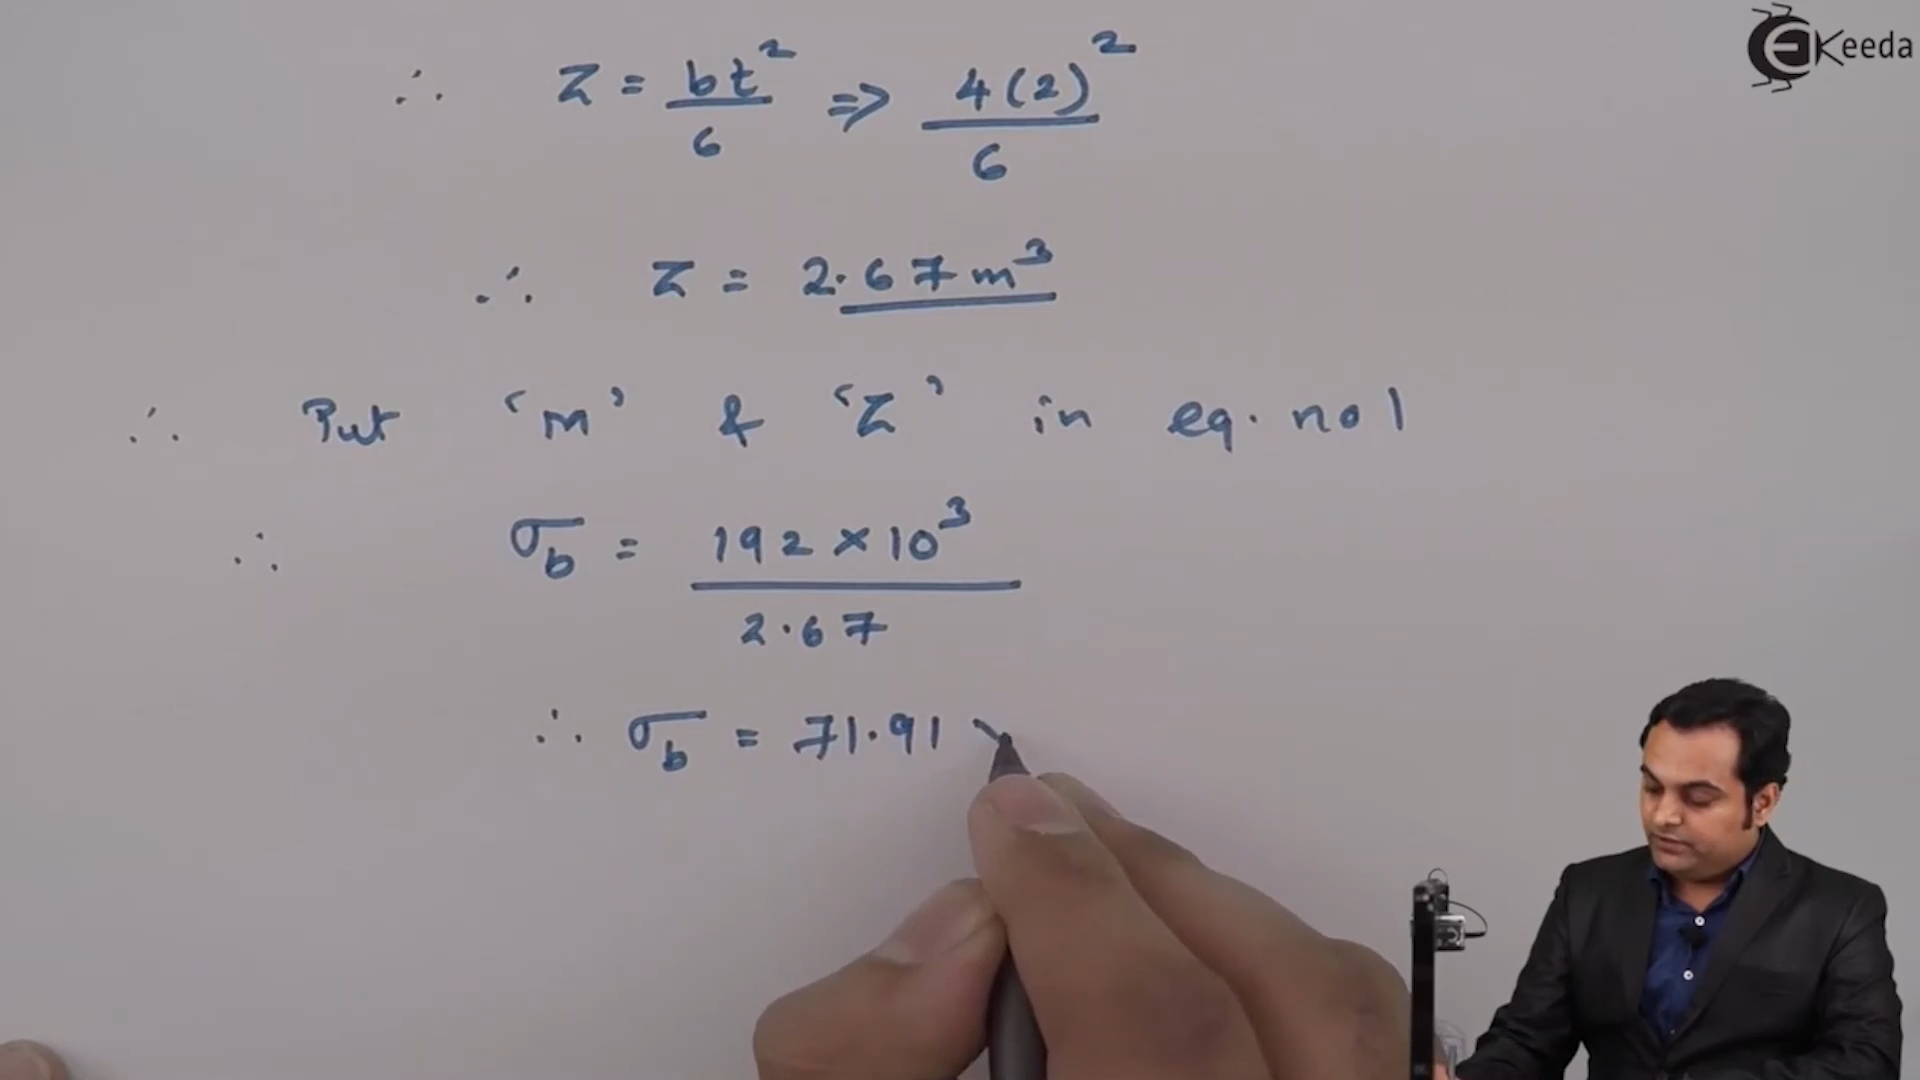 ∴ Z = bt²/6 ⇒ 4(2)²/6
∴ Z = 2.67 m³
∴ Put 'm' & 'Z' in eq. no 1
∴ σb = 192 × 10³/2.67
∴ σb = 71.91 ×
eKeeda